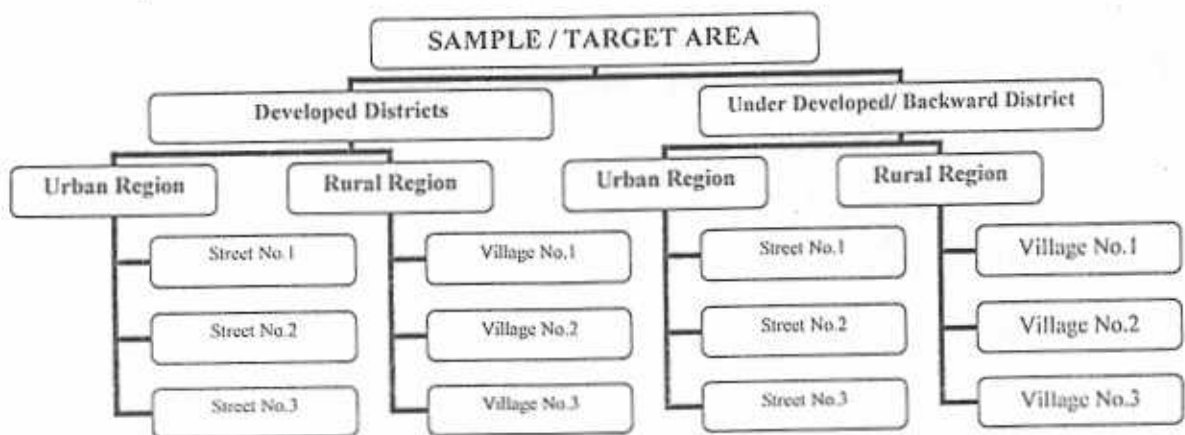 SAMPLE / TARGET AREA
Developed Districts
Under Developed/ Backward District
Urban Region
Rural Region
Urban Region
Rural Region
Street No.1
Village No.1
Street No.1
Village No.1
Street No.2
Village No.2
Street No.2
Village No.2
Street No.3
Village No.3
Street No.3
Village No.3